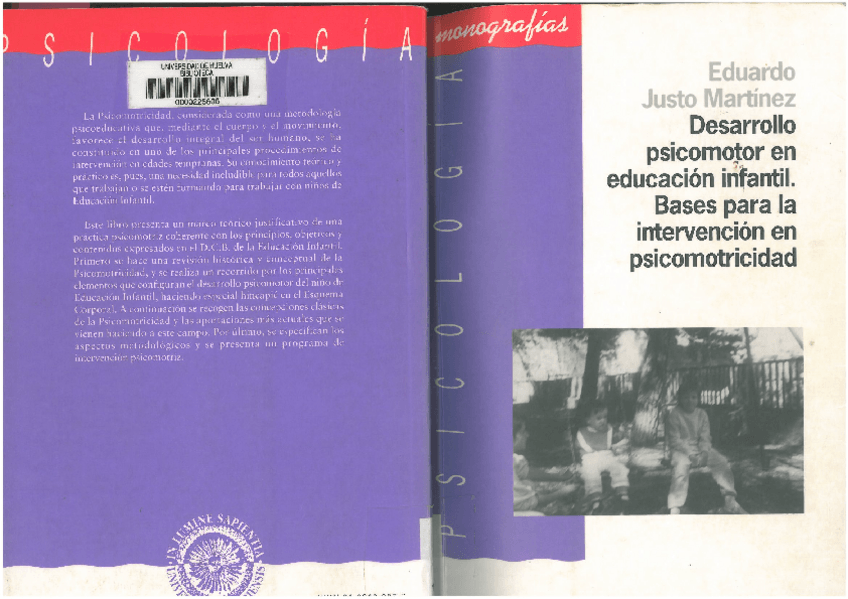 PSICOLOGÍA
UNIVERSIDAD DE HUELVA
BIBLIOTECA
0000225606
La Psicomotricidad, considerada como una metodología
psicoeducativa que, mediante el cuerpo y el movimiento,
favorece el desarrollo integral del ser humano, se ha
constituido en uno de los principales procedimientos de
intervención en edades tempranas. Su conocimiento teórico y
práctico es, pues, una necesidad ineludible para todos aquellos
que trabajan o se estén formando para trabajar con niños de
Educación Infantil.
Este libro presenta un marco teórico justificativo de una
práctica psicomotriz coherente con los principios, objetivos y
contenidos expresados en el D.C.B. de la Educación Infantil.
Primero se hace una revisión histórica y conceptual de la
Psicomotricidad, y se realiza un recorrido por los principales
elementos que configuran el desarrollo psicomotor del niño de
Educación Infantil, haciendo especial hincapié en el Esquema
Corporal. A continuación se recogen las concepciones clásicas
de la Psicomotricidad y las aportaciones más actuales que se
vienen haciendo a este campo. Por último, se especifican los
aspectos metodológicos y se presenta un programa de
intervención psicomotriz.
IN LUMINE SAPIENTIA
monografías
PSICOLOGÍA
Eduardo
Justo Martínez
Desarrollo
psicomotor en
educación infantil.
Bases para la
intervención en
psicomotricidad